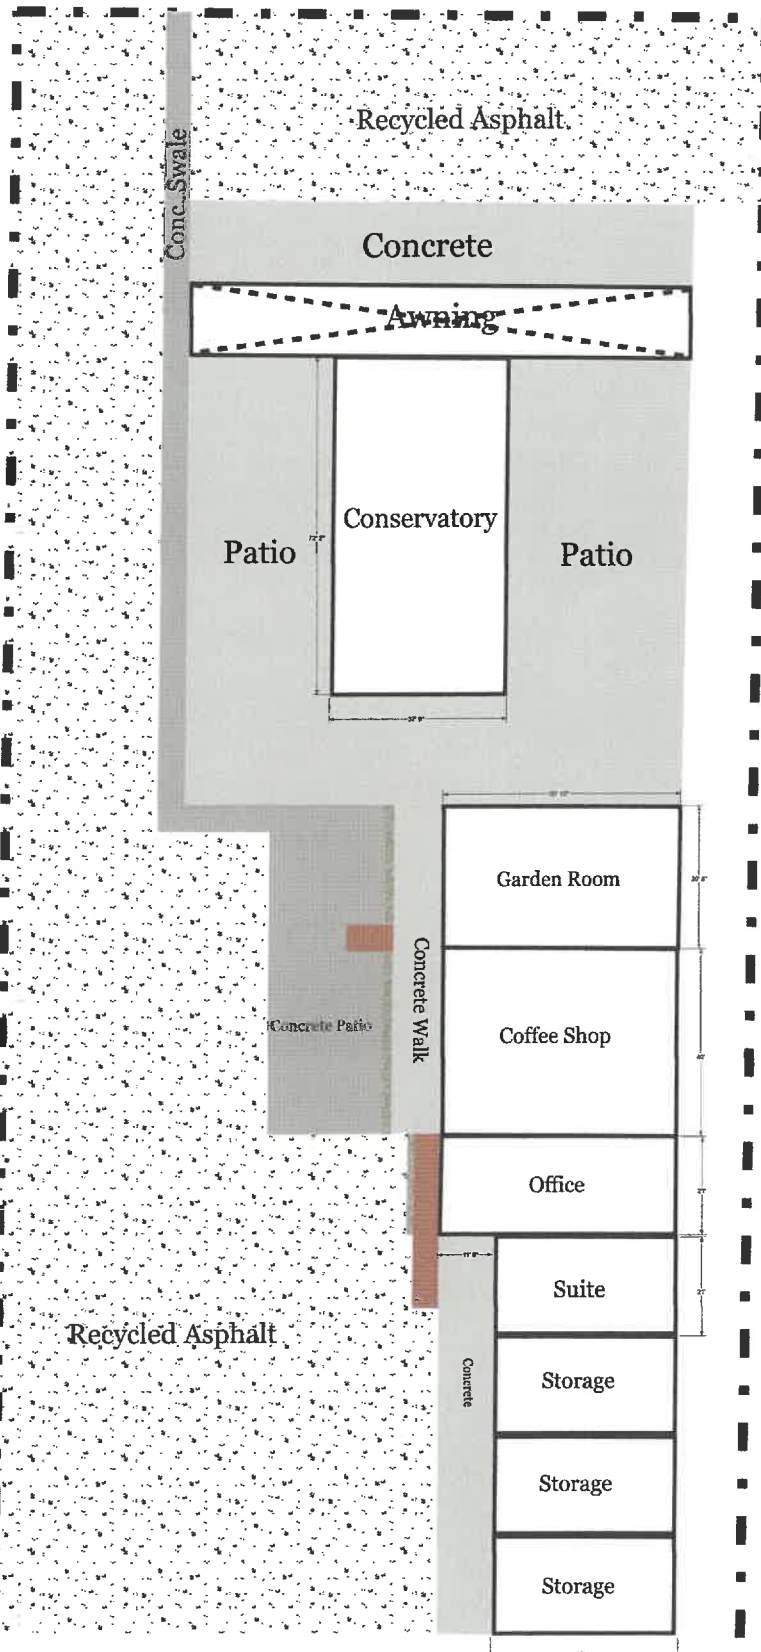 Recycled Asphalt
Conc. Swale
Concrete
Awning
Conservatory
Patio
Patio
Garden Room
Concrete Walk
Concrete Patio
Coffee Shop
Office
Suite
Recycled Asphalt
Concrete
Storage
Storage
Storage